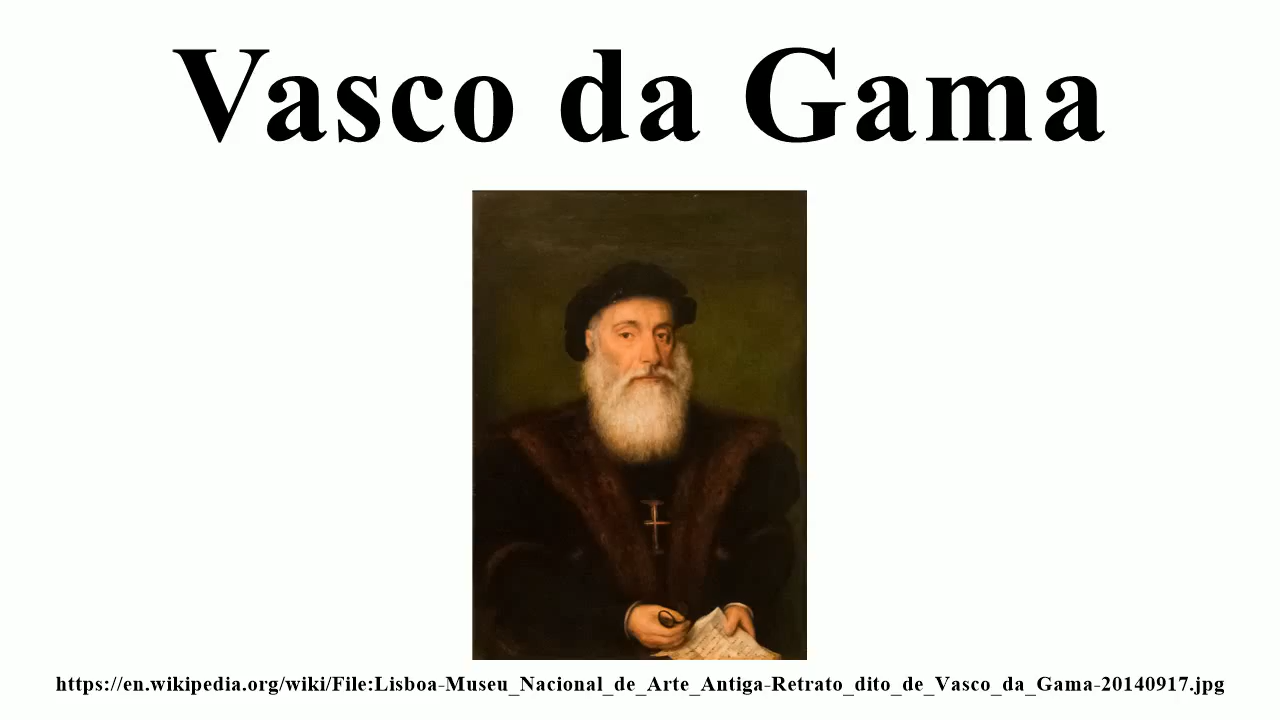 Vasco da Gama
https://en.wikipedia.org/wiki/File:Lisboa-Museu_Nacional_de_Arte_Antiga-Retrato_dito_de_Vasco_da_Gama-20140917.jpg